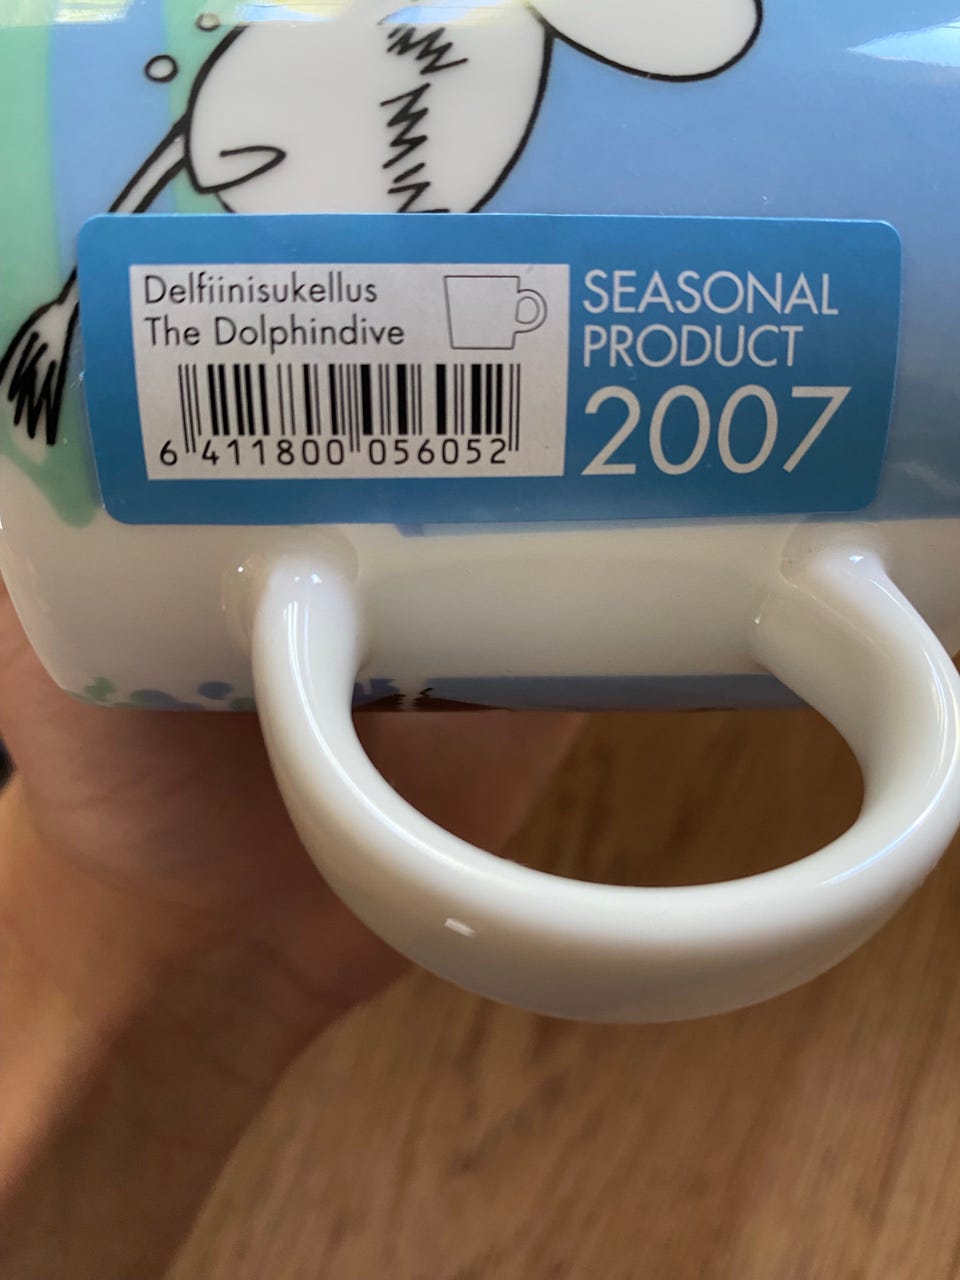 Delfiinisukellus
The Dolphindive
6 411800 056052
SEASONAL
PRODUCT
2007